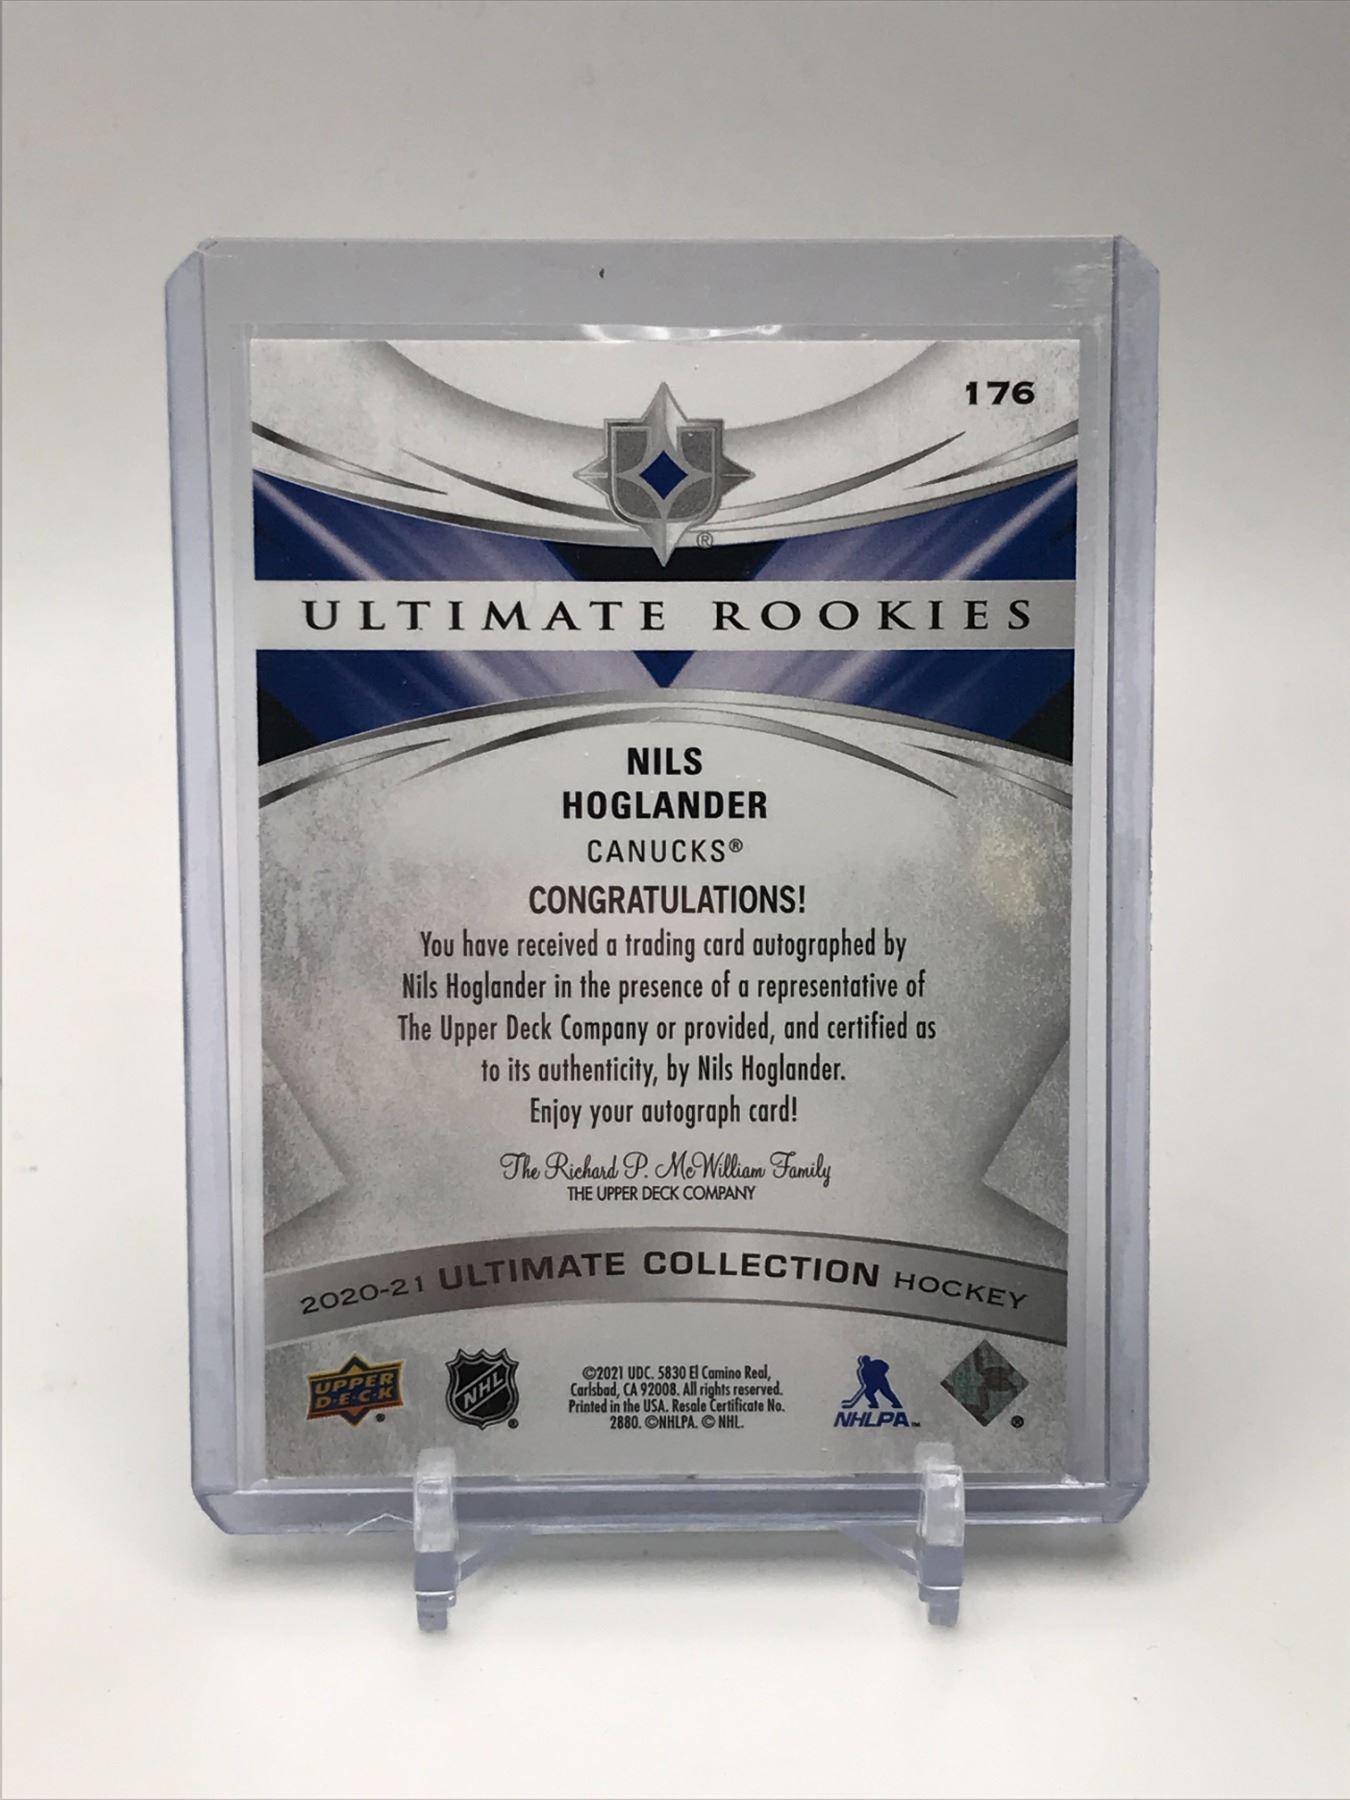 176
®
ULTIMATE ROOKIES
NILS
HOGLANDER
CANUCKS®
CONGRATULATIONS!
You have received a trading card autographed by
Nils Hoglander in the presence of a representative of
The Upper Deck Company or provided, and certified as
to its authenticity, by Nils Hoglander.
Enjoy your autograph card!
The Richard P. McWilliam Family
THE UPPER DECK COMPANY
2020-21 ULTIMATE COLLECTION HOCKEY
UPPER
D·E·C·K
®
NHL
®
©2021 UDC. 5830 El Camino Real,
Carlsbad, CA 92008. All rights reserved.
Printed in the USA. Resale Certificate No.
2880. ©NHLPA. © NHL.
NHLPA™
®